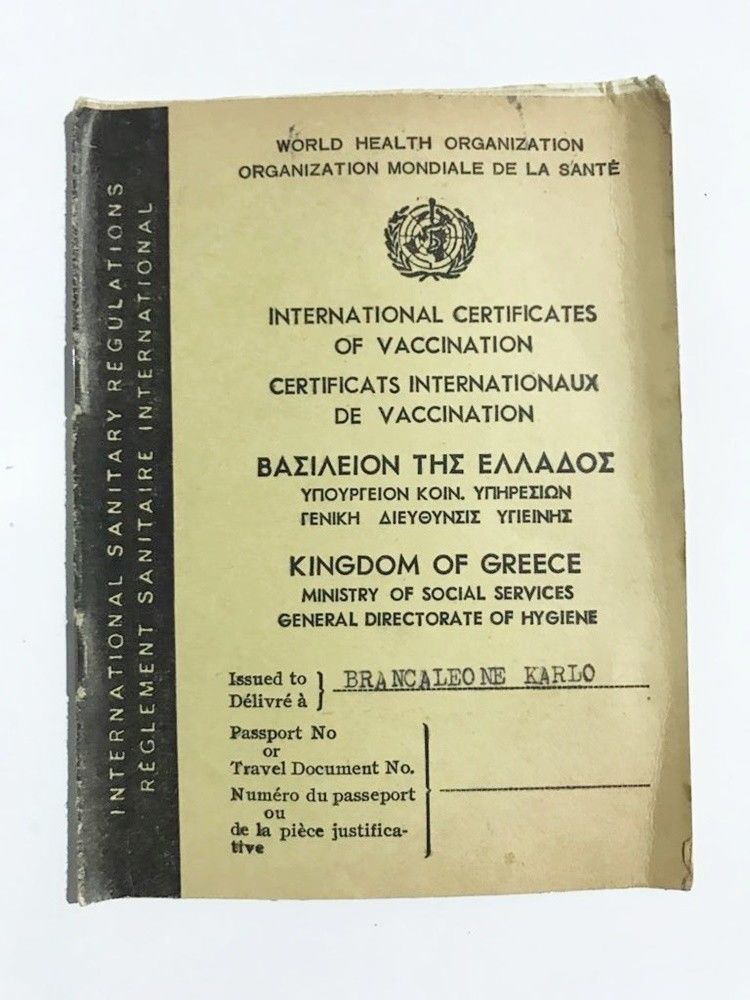 WORLD HEALTH ORGANIZATION
ORGANIZATION MONDIALE DE LA SANTÉ
INTERNATIONAL CERTIFICATES
OF VACCINATION
CERTIFICATS INTERNATIONAUX
DE VACCINATION
ΒΑΣΙΛΕΙΟΝ ΤΗΣ ΕΛΛΑΔΟΣ
ΥΠΟΥΡΓΕΙΟΝ ΚΟΙΝ. ΥΠΗΡΕΣΙΩΝ
ΓΕΝΙΚΗ ΔΙΕΥΘΥΝΣΙΣ ΥΓΙΕΙΝΗΣ
KINGDOM OF GREECE
MINISTRY OF SOCIAL SERVICES
GENERAL DIRECTORATE OF HYGIENE
Issued to } BRANCALEONE KARLO
Délivré à
Passport No
or
Travel Document No.
Numéro du passeport
ou
de la pièce justifica-
tive
INTERNATIONAL SANITARY REGULATIONS
RÈGLEMENT SANITAIRE INTERNATIONAL